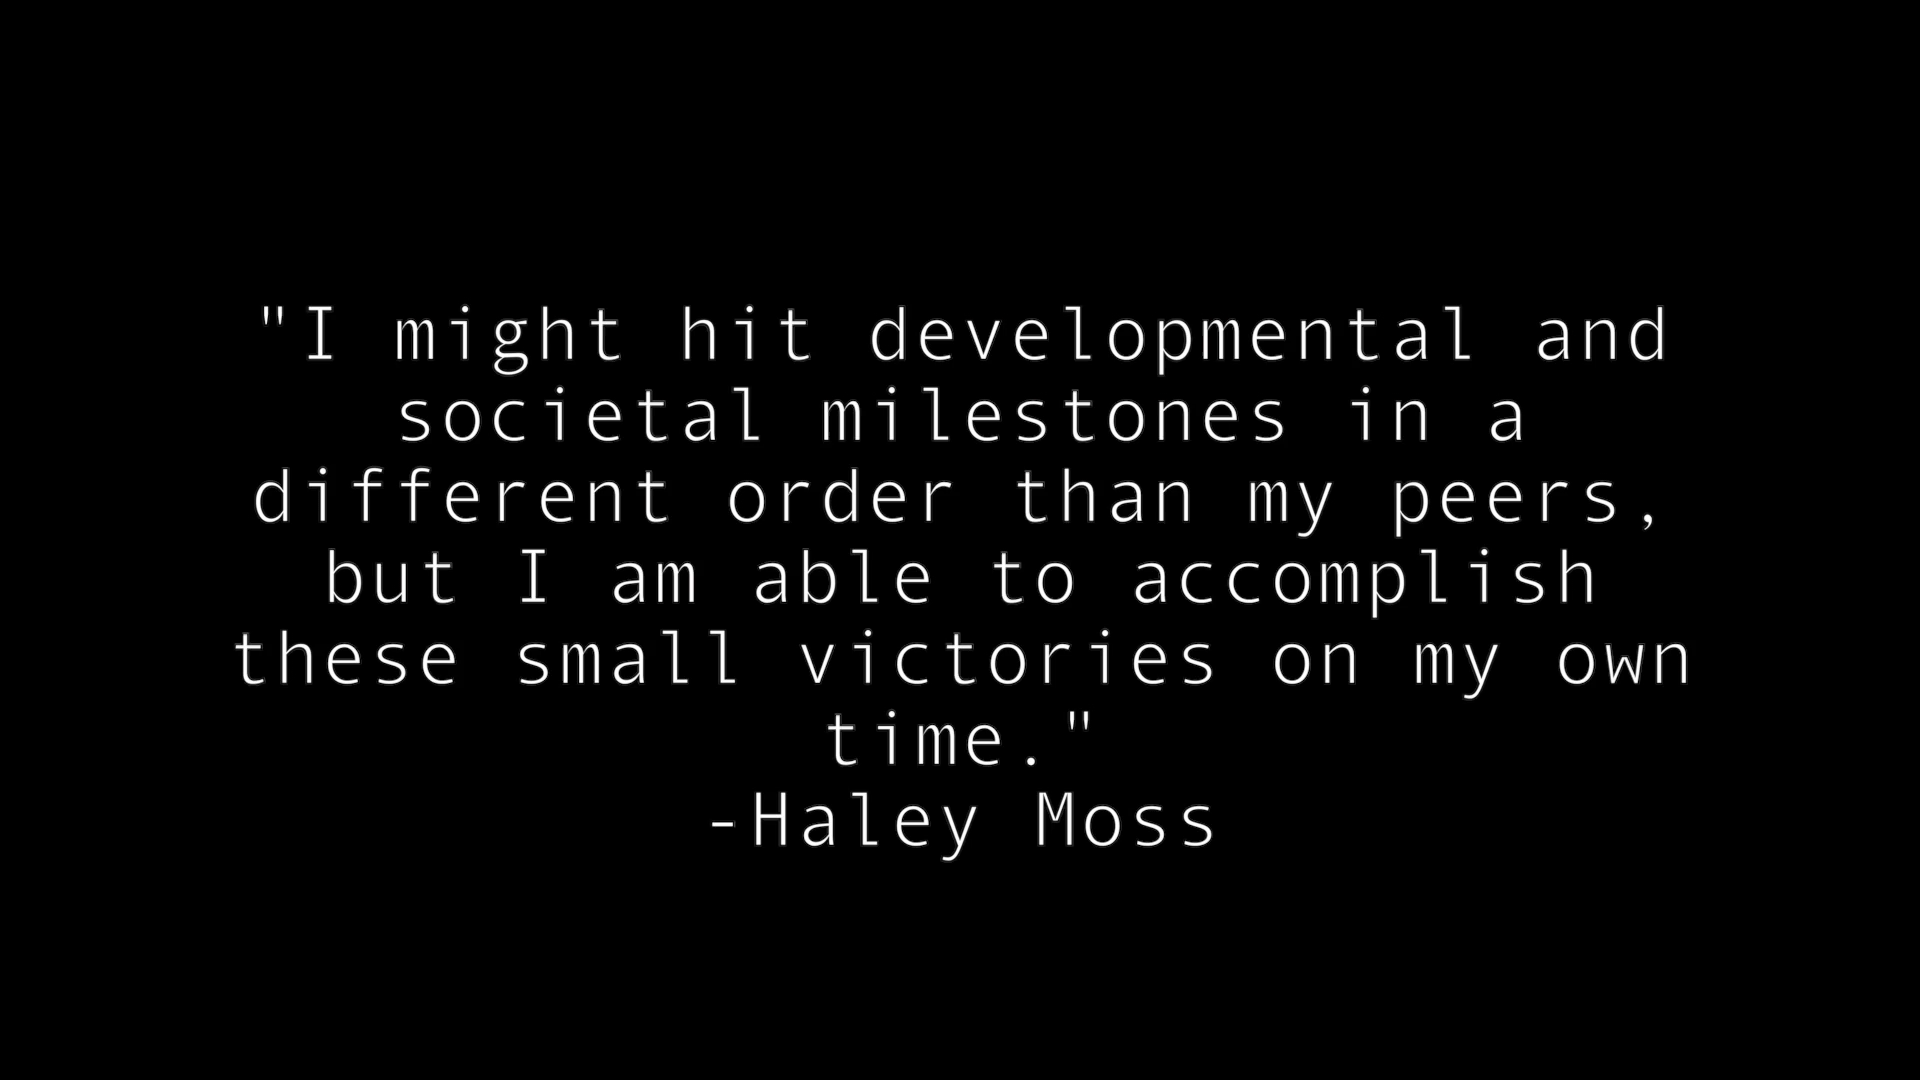 "I might hit developmental and
societal milestones in a
different order than my peers,
but I am able to accomplish
these small victories on my own
time."
-Haley Moss